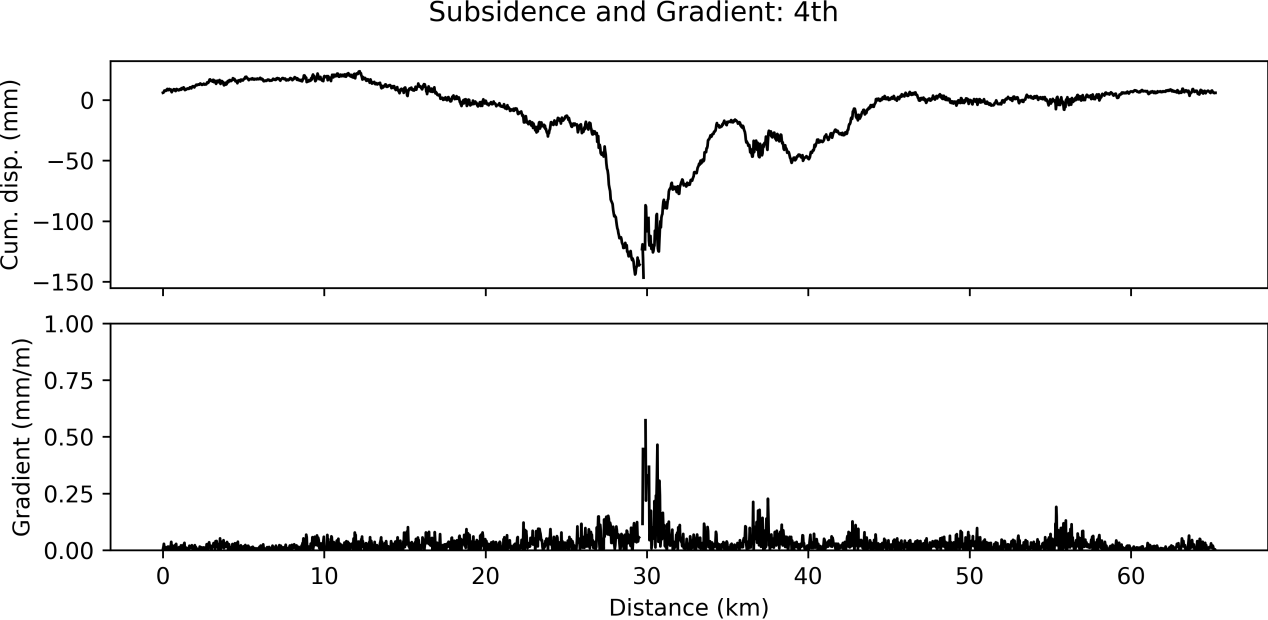 Subsidence and Gradient: 4th
Cum. disp. (mm)
0
−50
−100
−150
Gradient (mm/m)
1.00
0.75
0.50
0.25
0.00
0 10 20 30 40 50 60
Distance (km)